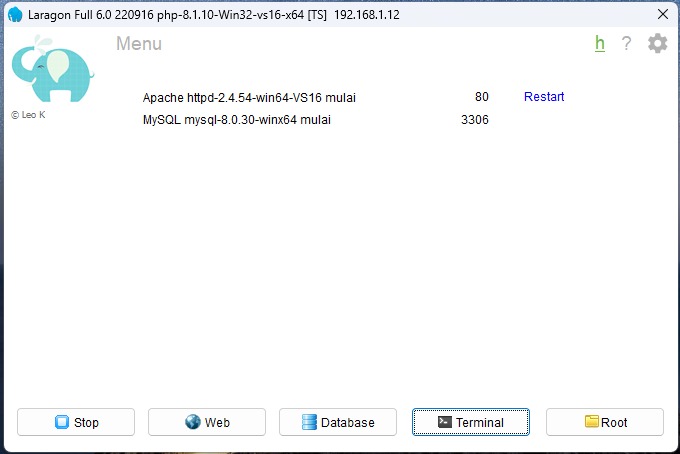 Laragon Full 6.0 220916 php-8.1.10-Win32-vs16-x64 [TS] 192.168.1.12
Menu
h ?
© Leo K
Apache httpd-2.4.54-win64-VS16 mulai 80 Restart
MySQL mysql-8.0.30-winx64 mulai 3306
Stop Web Database Terminal Root